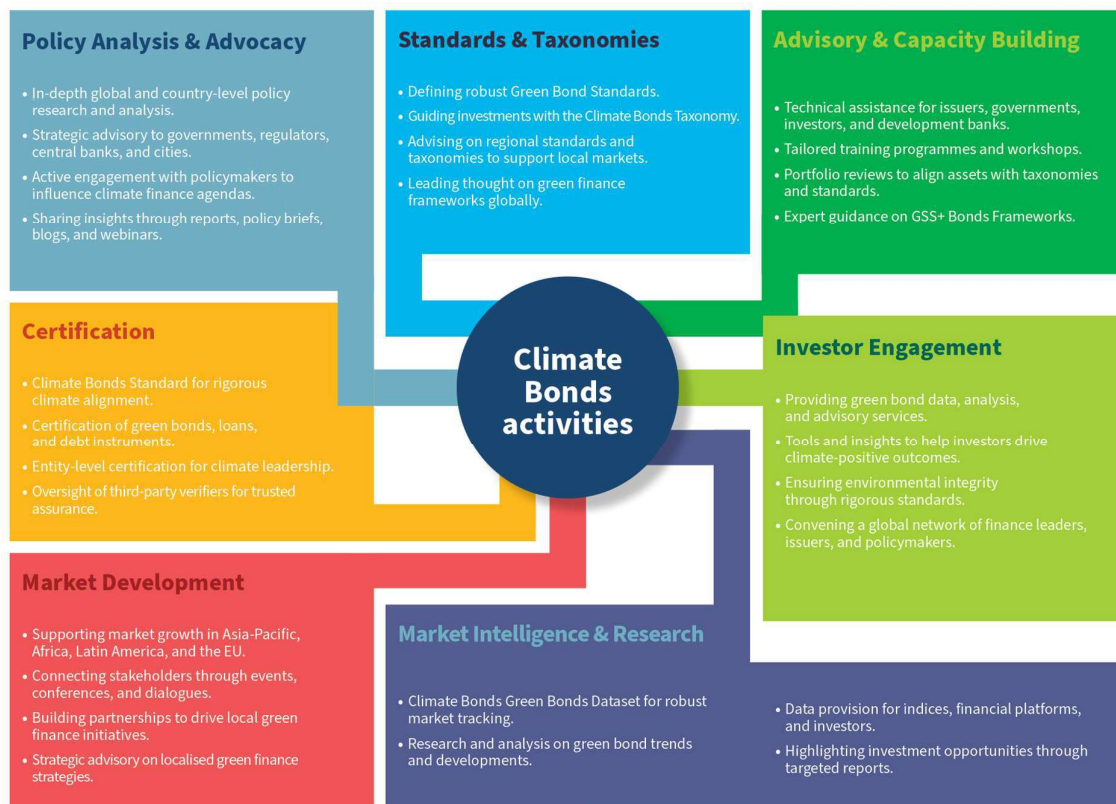 Policy Analysis & Advocacy
• In-depth global and country-level policy
research and analysis.
• Strategic advisory to governments, regulators,
central banks, and cities.
• Active engagement with policymakers to
influence climate finance agendas.
• Sharing insights through reports, policy briefs,
blogs, and webinars.
Standards & Taxonomies
• Defining robust Green Bond Standards.
• Guiding investments with the Climate Bonds Taxonomy.
• Advising on regional standards and
taxonomies to support local markets.
• Leading thought on green finance
frameworks globally.
Advisory & Capacity Building
• Technical assistance for issuers, governments,
investors, and development banks.
• Tailored training programmes and workshops.
• Portfolio reviews to align assets with taxonomies
and standards.
• Expert guidance on GSS+ Bonds Frameworks.
Certification
• Climate Bonds Standard for rigorous
climate alignment.
• Certification of green bonds, loans,
and debt instruments.
• Entity-level certification for climate leadership.
• Oversight of third-party verifiers for trusted
assurance.
Climate
Bonds
activities
Investor Engagement
• Providing green bond data, analysis,
and advisory services.
• Tools and insights to help investors drive
climate-positive outcomes.
• Ensuring environmental integrity
through rigorous standards.
• Convening a global network of finance leaders,
issuers, and policymakers.
Market Development
• Supporting market growth in Asia-Pacific,
Africa, Latin America, and the EU.
• Connecting stakeholders through events,
conferences, and dialogues.
• Building partnerships to drive local green
finance initiatives.
• Strategic advisory on localised green finance
strategies.
Market Intelligence & Research
• Climate Bonds Green Bonds Dataset for robust
market tracking.
• Research and analysis on green bond trends
and developments.
• Data provision for indices, financial platforms,
and investors.
• Highlighting investment opportunities through
targeted reports.